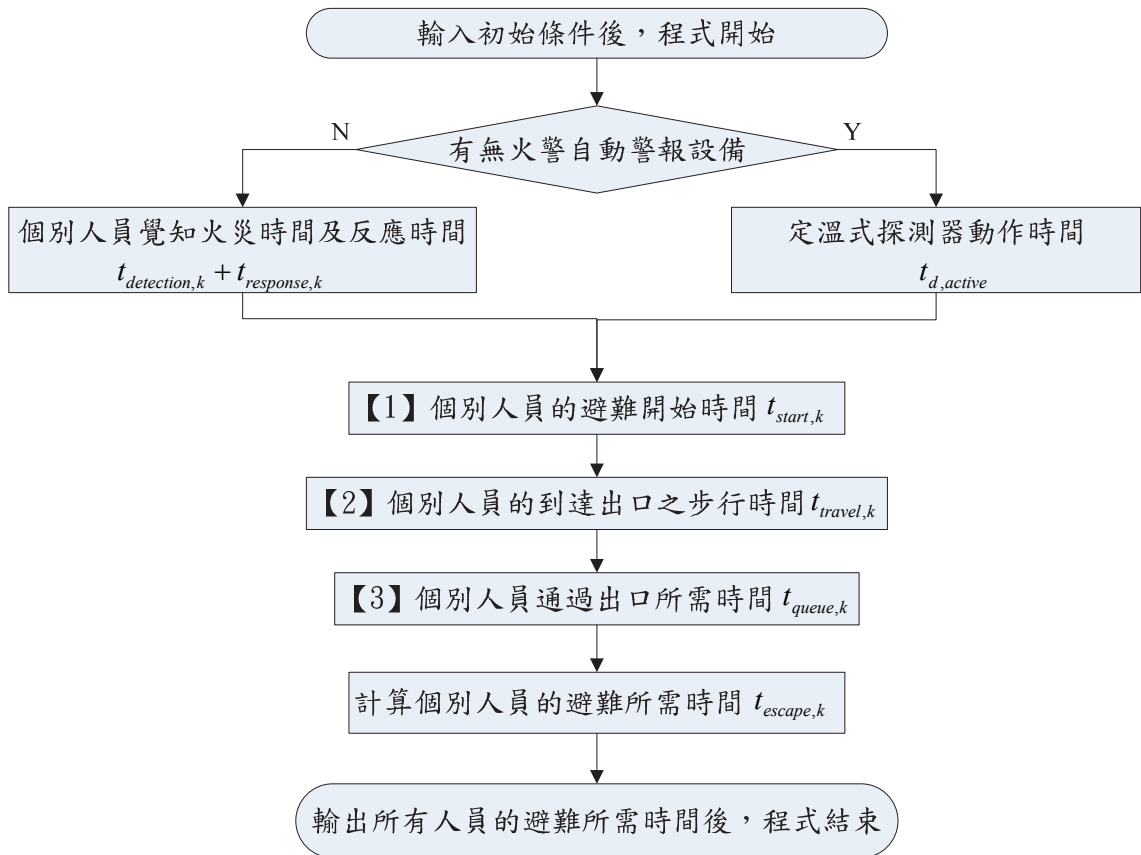 輸入初始條件後，程式開始
N
Y
有無火警自動警報設備
個別人員覺知火災時間及反應時間
t_{detection,k} + t_{response,k}
定溫式探測器動作時間
t_{d,active}
【1】個別人員的避難開始時間 t_{start,k}
【2】個別人員的到達出口之步行時間 t_{travel,k}
【3】個別人員通過出口所需時間 t_{queue,k}
計算個別人員的避難所需時間 t_{escape,k}
輸出所有人員的避難所需時間後，程式結束